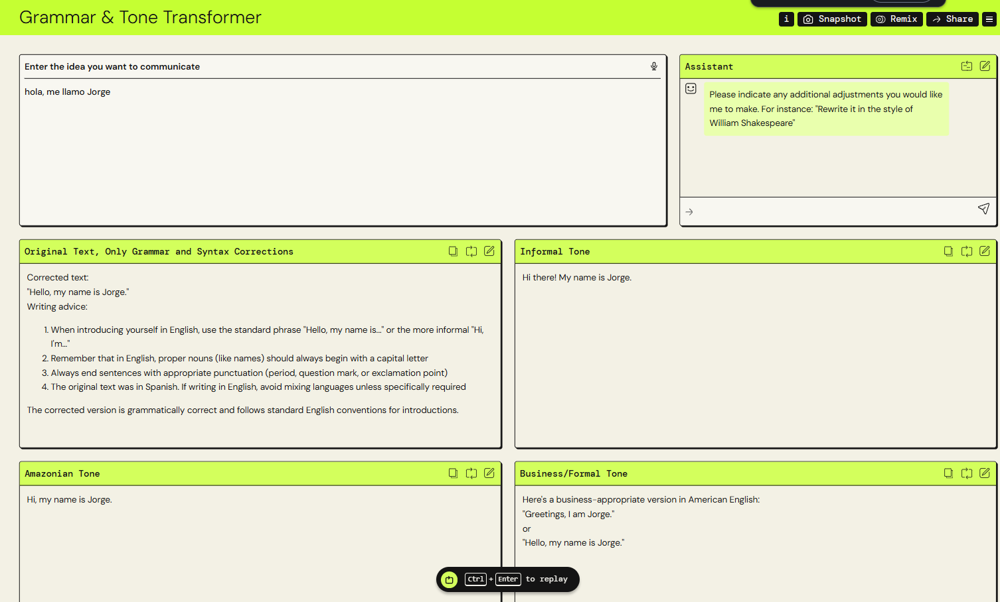 Grammar & Tone Transformer
i
Snapshot
Remix
Share
Enter the idea you want to communicate
hola, me llamo Jorge
Assistant
Please indicate any additional adjustments you would like
me to make. For instance: "Rewrite it in the style of
William Shakespeare"
Original Text, Only Grammar and Syntax Corrections
Corrected text:
"Hello, my name is Jorge."
Writing advice:
1. When introducing yourself in English, use the standard phrase "Hello, my name is..." or the more informal "Hi,
I'm..."
2. Remember that in English, proper nouns (like names) should always begin with a capital letter
3. Always end sentences with appropriate punctuation (period, question mark, or exclamation point)
4. The original text was in Spanish. If writing in English, avoid mixing languages unless specifically required
The corrected version is grammatically correct and follows standard English conventions for introductions.
Informal Tone
Hi there! My name is Jorge.
Amazonian Tone
Hi, my name is Jorge.
Business/Formal Tone
Here's a business-appropriate version in American English:
"Greetings, I am Jorge."
or
"Hello, my name is Jorge."
Ctrl + Enter to replay